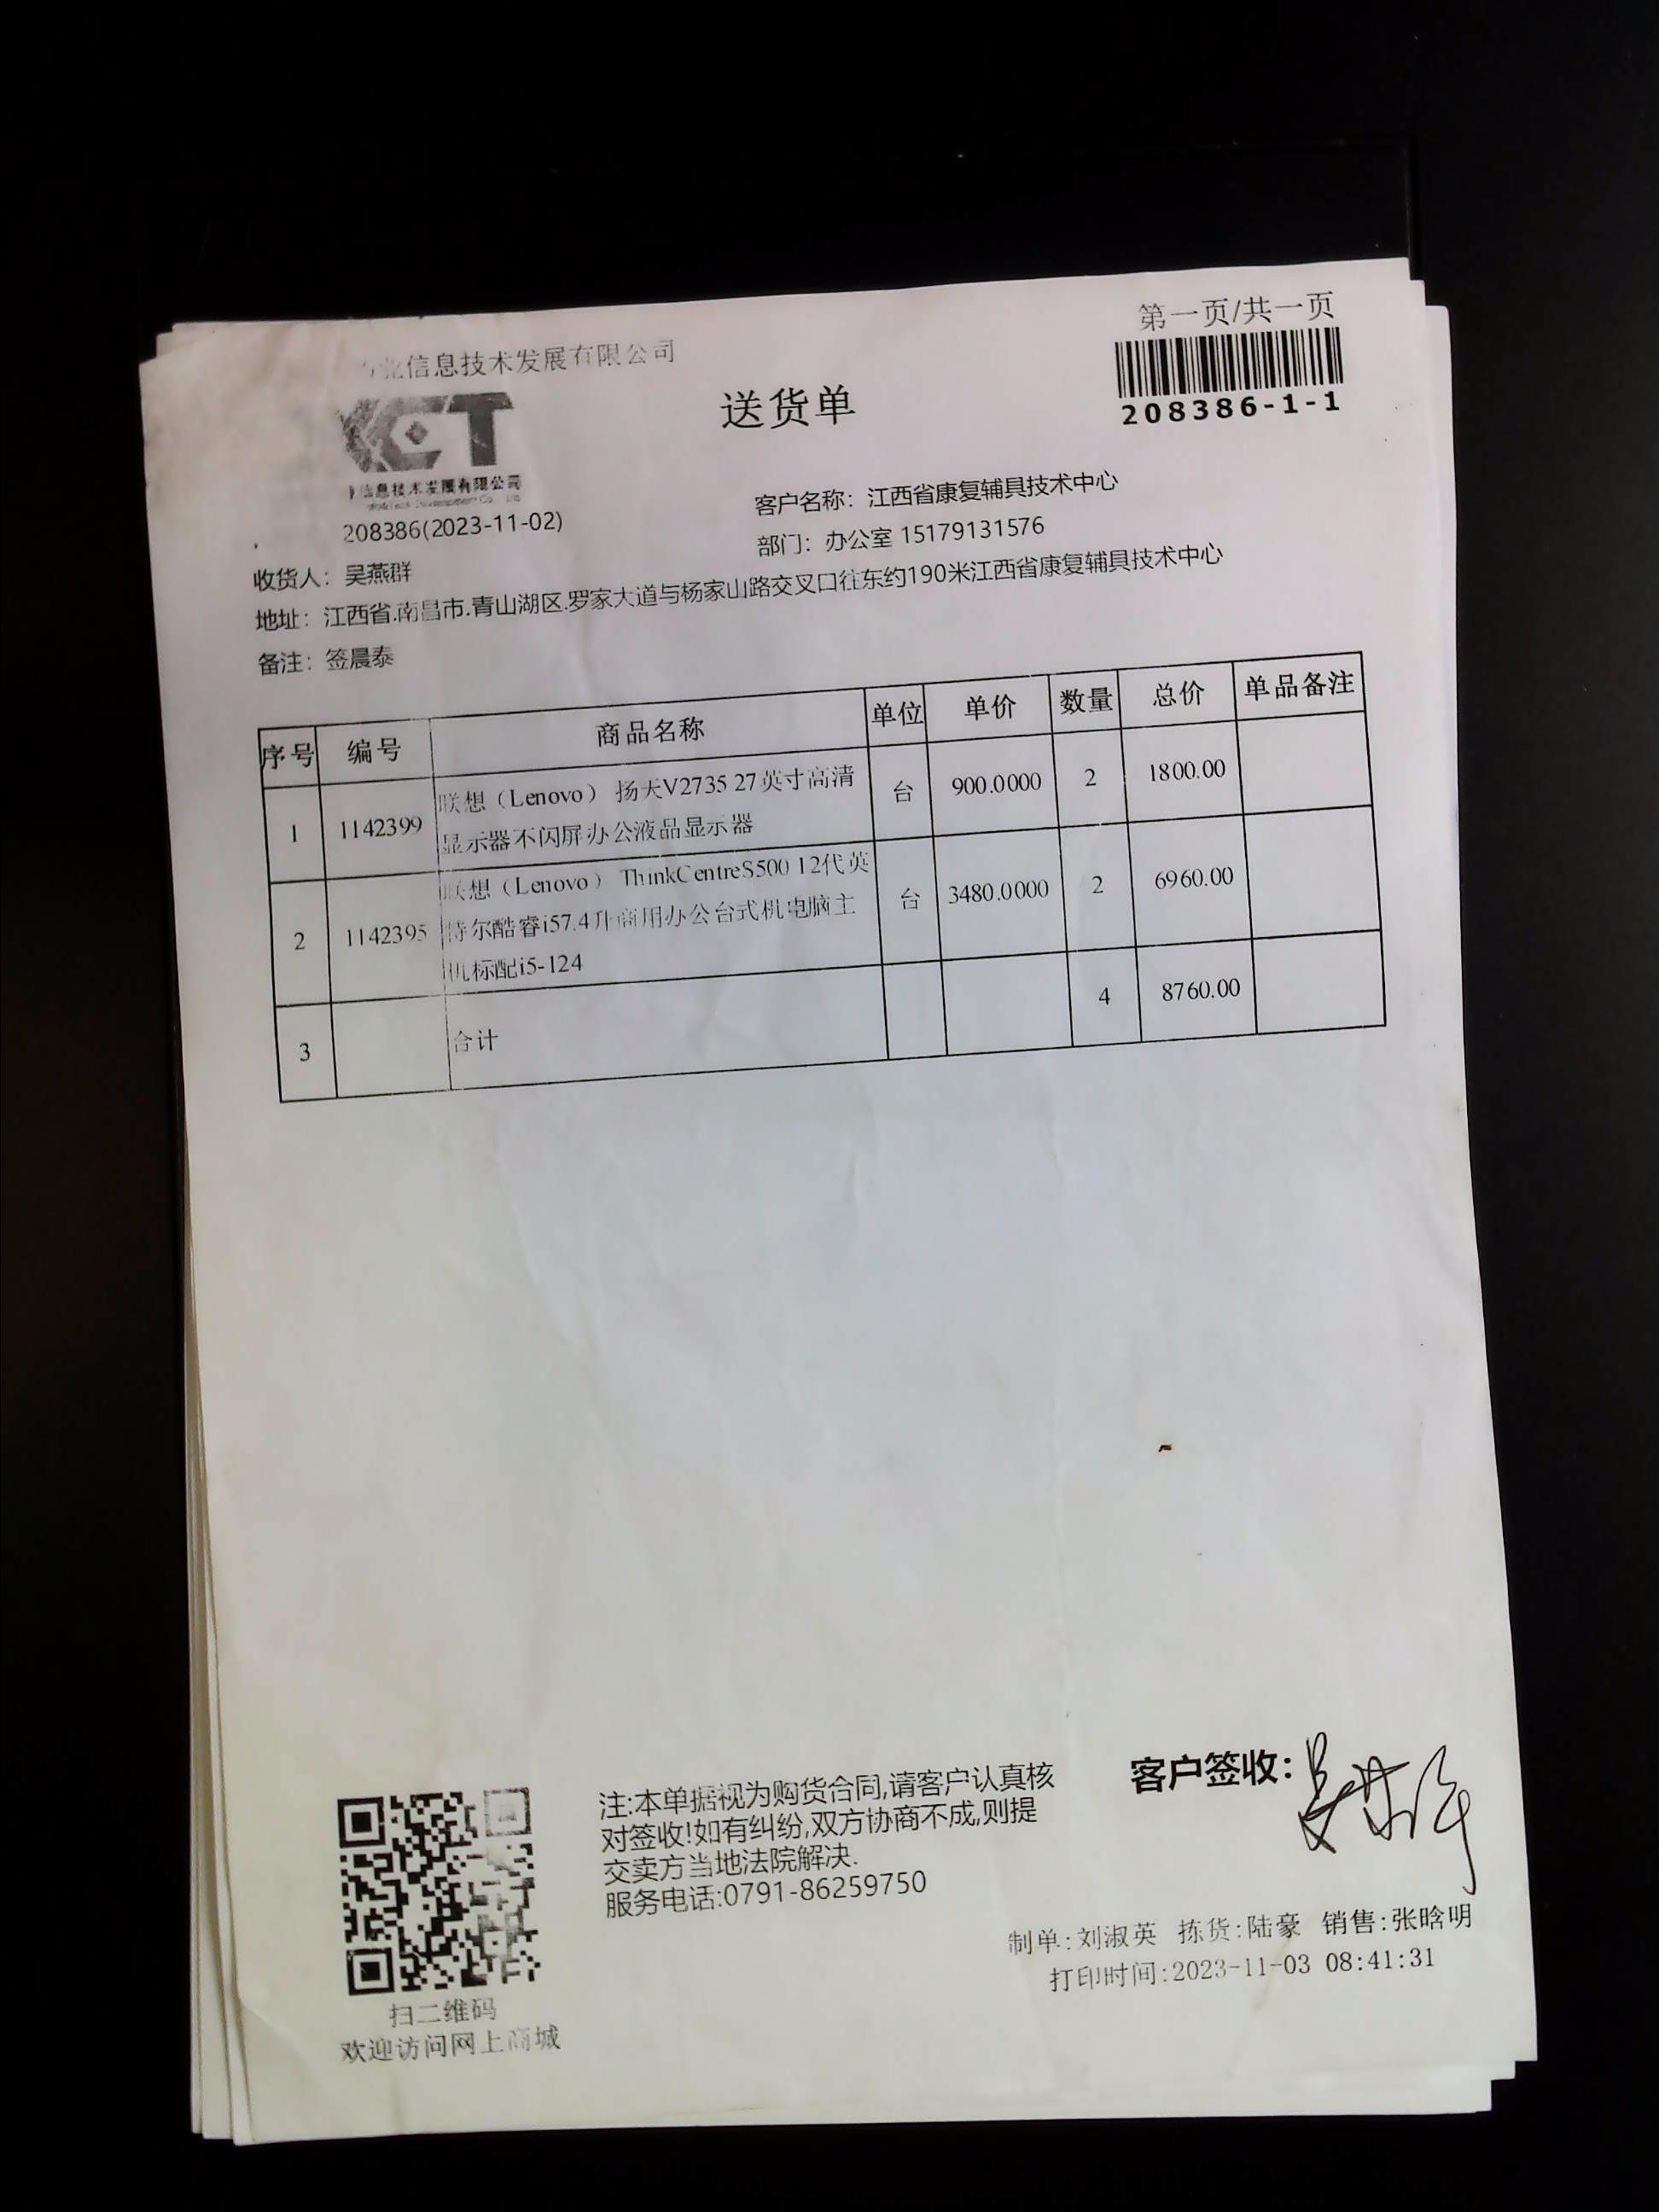 第一页/共一页
信息技术发展有限公司
送货单
208386-1-1
信息技术发展有限公司
208386(2023-11-02)
客户名称：江西省康复辅具技术中心
部门：办公室 15179131576
收货人：吴燕群
地址：江西省.南昌市.青山湖区.罗家大道与杨家山路交叉口往东约190米江西省康复辅具技术中心
备注：签晨泰
序号 编号 商品名称 单位 单价 数量 总价 单品备注
1 1142399 联想（Lenovo） 扬天V2735 27英寸高清 台 900.0000 2 1800.00
显示器不闪屏办公液晶显示器
2 1142395 联想（Lenovo） ThinkCentreS500 12代英 台 3480.0000 2 6960.00
特尔酷睿i57.4升商用办公台式机电脑主
机标配i5-124
3 合计 4 8760.00
注:本单据视为购货合同,请客户认真核
对签收!如有纠纷,双方协商不成,则提
交卖方当地法院解决.
服务电话:0791-86259750
客户签收:
制单:刘淑英 拣货:陆豪 销售:张晗明
打印时间:2023-11-03 08:41:31
扫二维码
欢迎访问网上商城